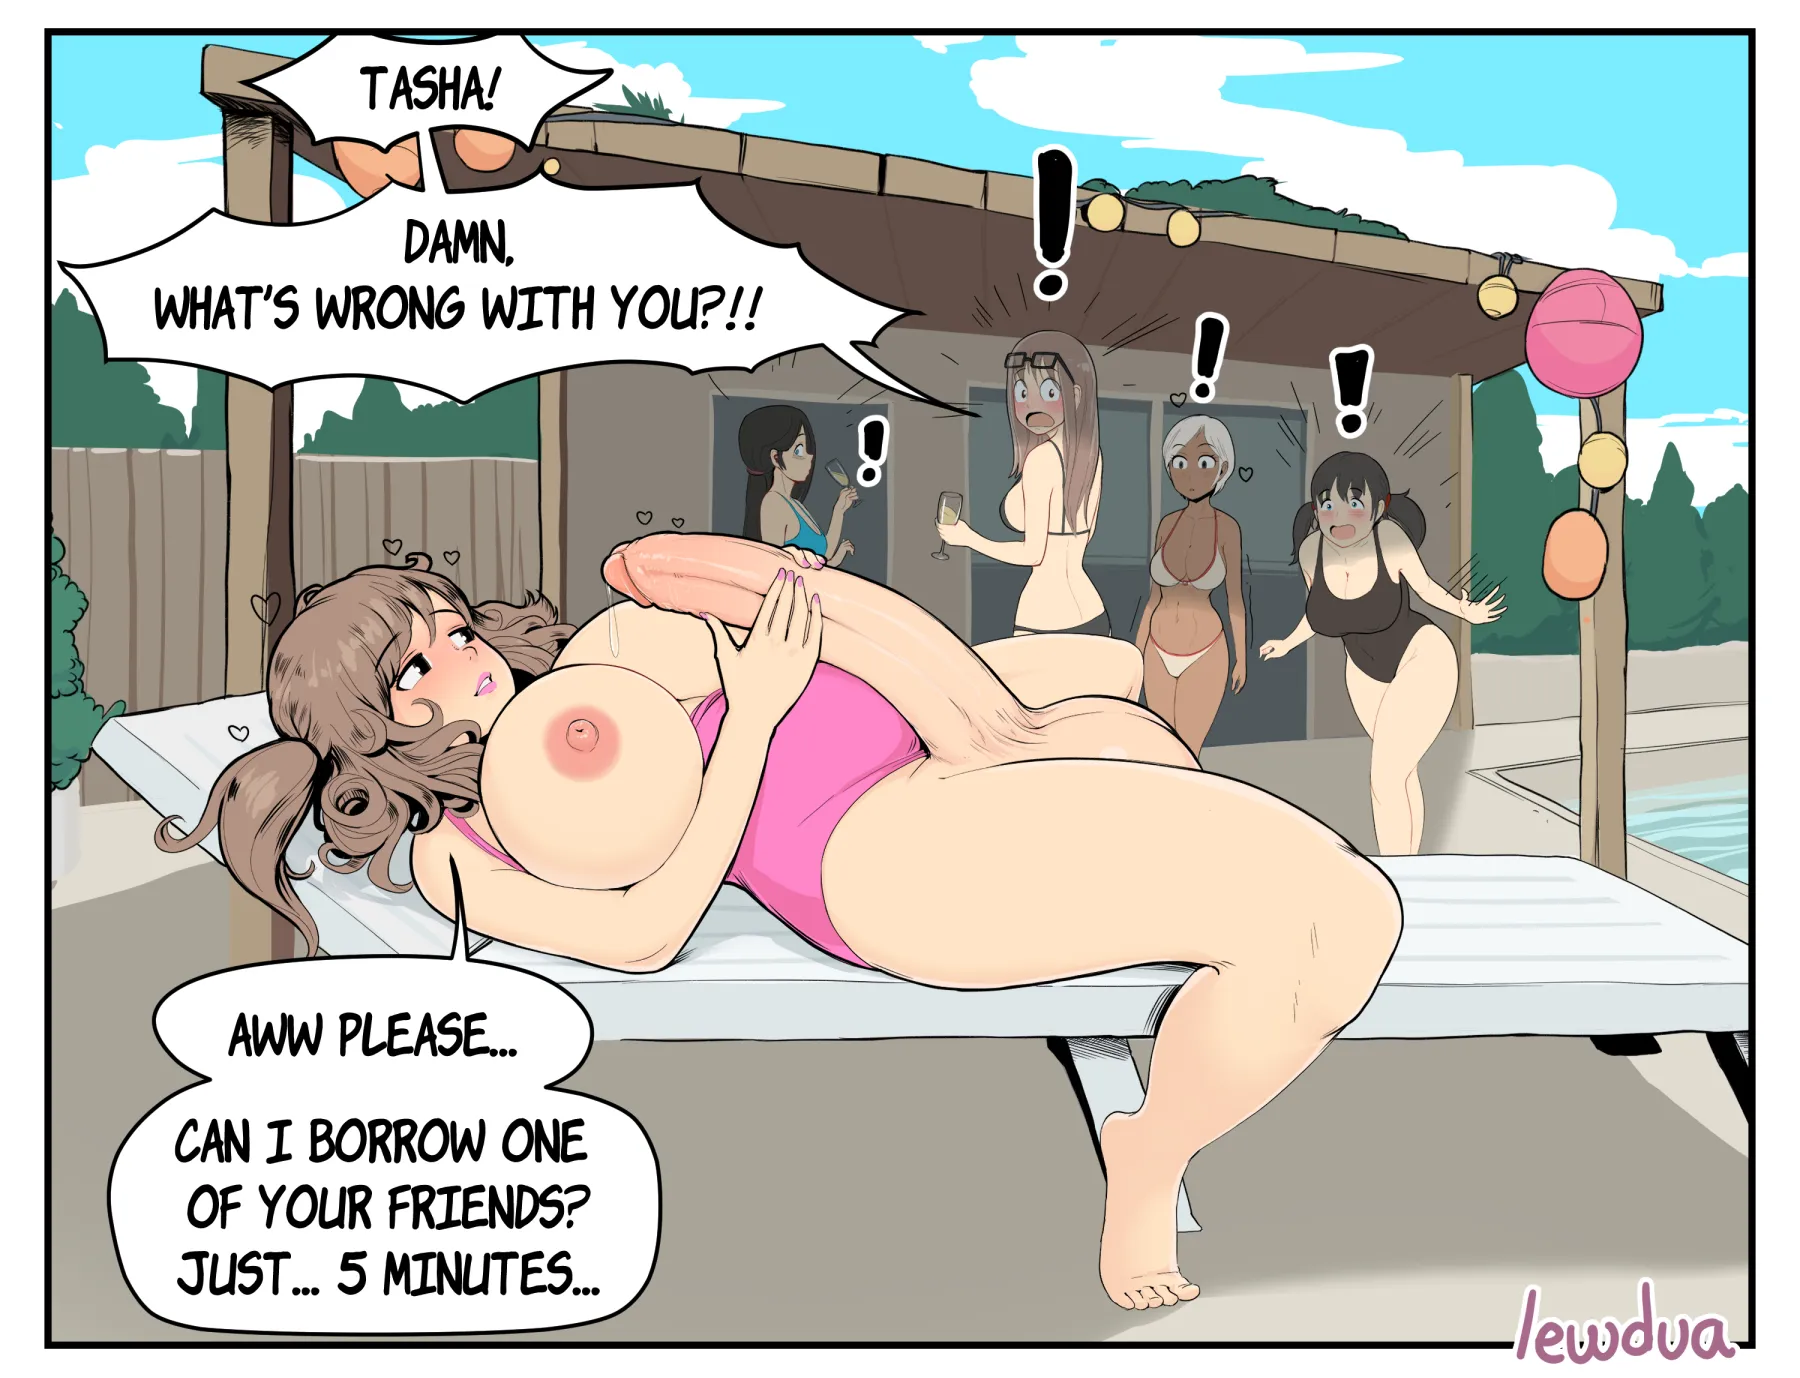 TASHA!
DAMN,
WHAT'S WRONG WITH YOU?!!
!
!
!
!
AWW PLEASE...
CAN I BORROW ONE
OF YOUR FRIENDS?
JUST... 5 MINUTES...
lewdua